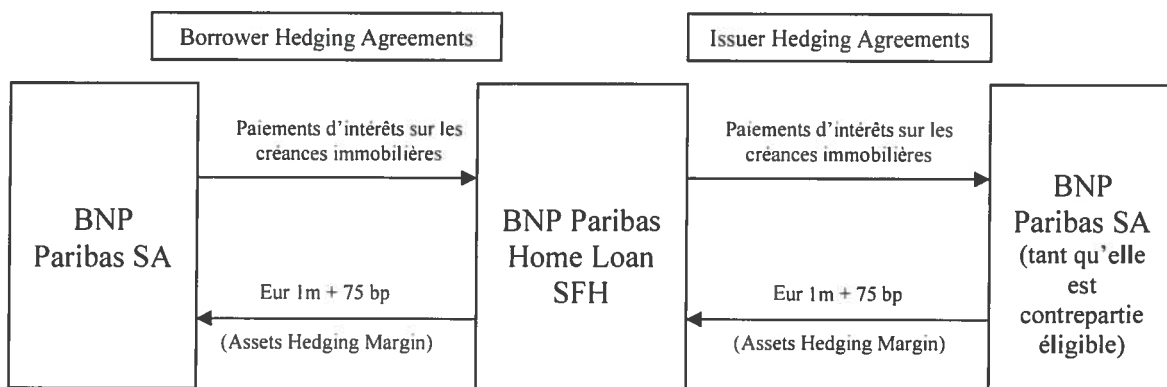 Borrower Hedging Agreements
Issuer Hedging Agreements
BNP
Paribas SA
Paiements d'intérêts sur les
créances immobilières
Eur 1m + 75 bp
(Assets Hedging Margin)
BNP Paribas
Home Loan
SFH
Paiements d'intérêts sur les
créances immobilières
Eur 1m + 75 bp
(Assets Hedging Margin)
BNP
Paribas SA
(tant qu'elle
est
contrepartie
éligible)